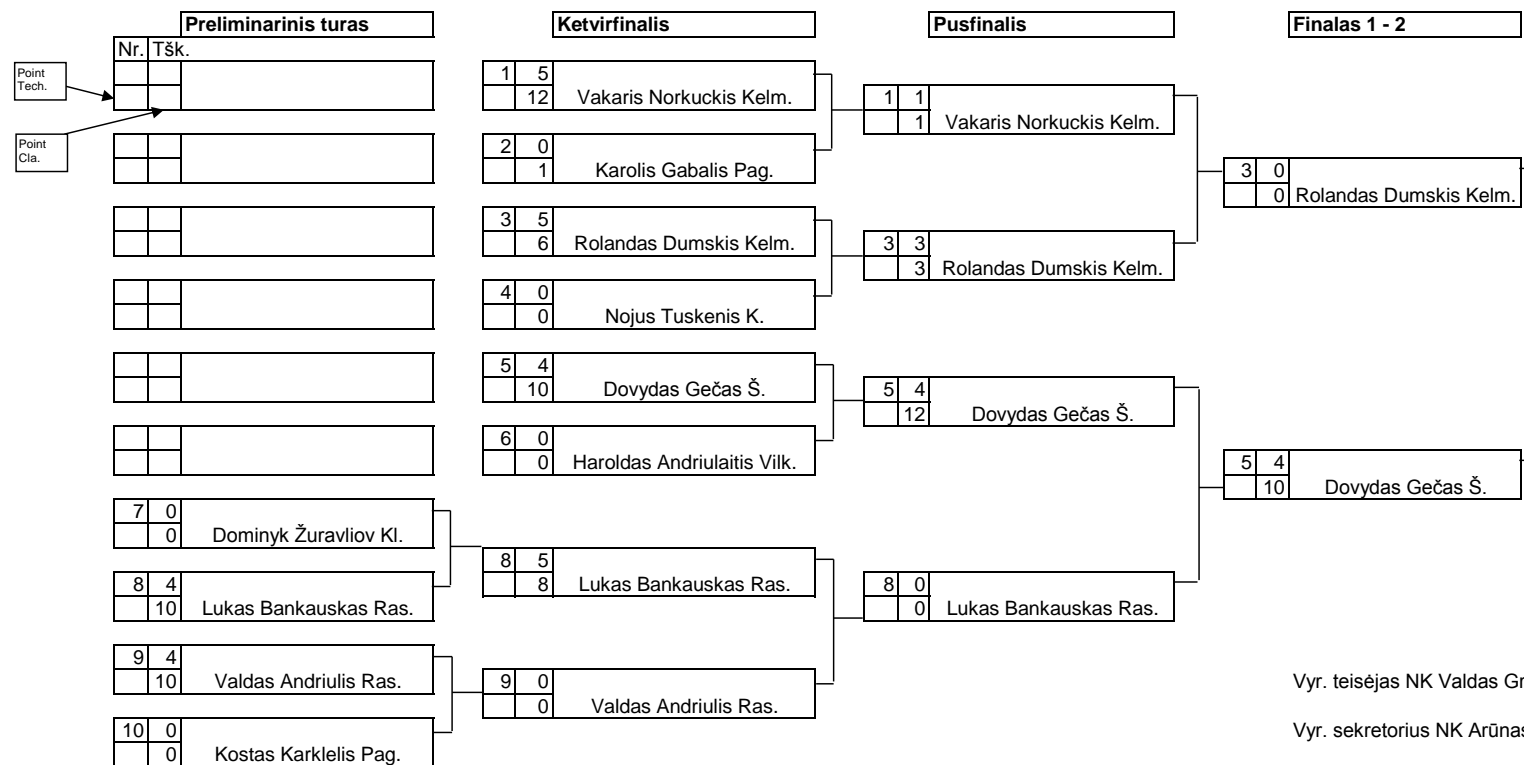 Preliminarinis turas
Ketvirfinalis
Pusfinalis
Finalas 1 - 2
Nr. Tšk.
Point
Tech.
Point
Cla.
7 0
0 Dominyk Žuravliov Kl.
8 4
10 Lukas Bankauskas Ras.
9 4
10 Valdas Andriulis Ras.
10 0
0 Kostas Karklelis Pag.
1 5
12 Vakaris Norkuckis Kelm.
2 0
1 Karolis Gabalis Pag.
3 5
6 Rolandas Dumskis Kelm.
4 0
0 Nojus Tuskenis K.
5 4
10 Dovydas Gečas Š.
6 0
0 Haroldas Andriulaitis Vilk.
8 5
8 Lukas Bankauskas Ras.
9 0
0 Valdas Andriulis Ras.
1 1
1 Vakaris Norkuckis Kelm.
3 3
3 Rolandas Dumskis Kelm.
5 4
12 Dovydas Gečas Š.
8 0
0 Lukas Bankauskas Ras.
3 0
0 Rolandas Dumskis Kelm.
5 4
10 Dovydas Gečas Š.
Vyr. teisėjas NK Valdas
Vyr. sekretorius NK Arūnas